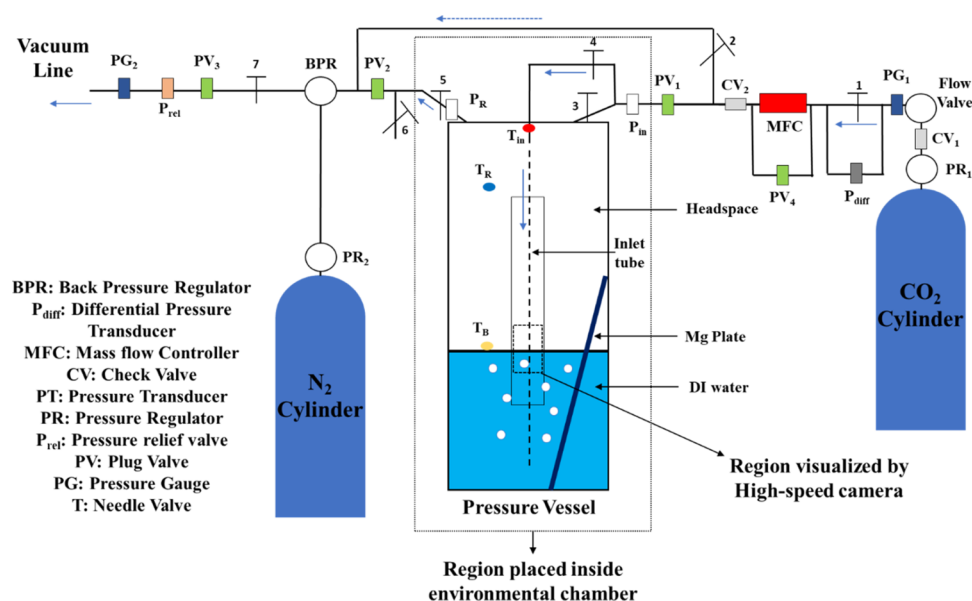 Vacuum
Line
PG2
Prel
PV3
7
BPR
PV2
5
PR
6
4
3
Tin
Pin
PV1
2
CV2
MFC
PV4
1
Pdiff
PG1
Flow
Valve
CV1
PR1
TR
Headspace
Inlet
tube
TB
Mg Plate
DI water
PR2
BPR: Back Pressure Regulator
Pdiff: Differential Pressure
Transducer
MFC: Mass flow Controller
CV: Check Valve
PT: Pressure Transducer
PR: Pressure Regulator
Prel: Pressure relief valve
PV: Plug Valve
PG: Pressure Gauge
T: Needle Valve
N2
Cylinder
CO2
Cylinder
Pressure Vessel
Region visualized by
High-speed camera
Region placed inside
environmental chamber